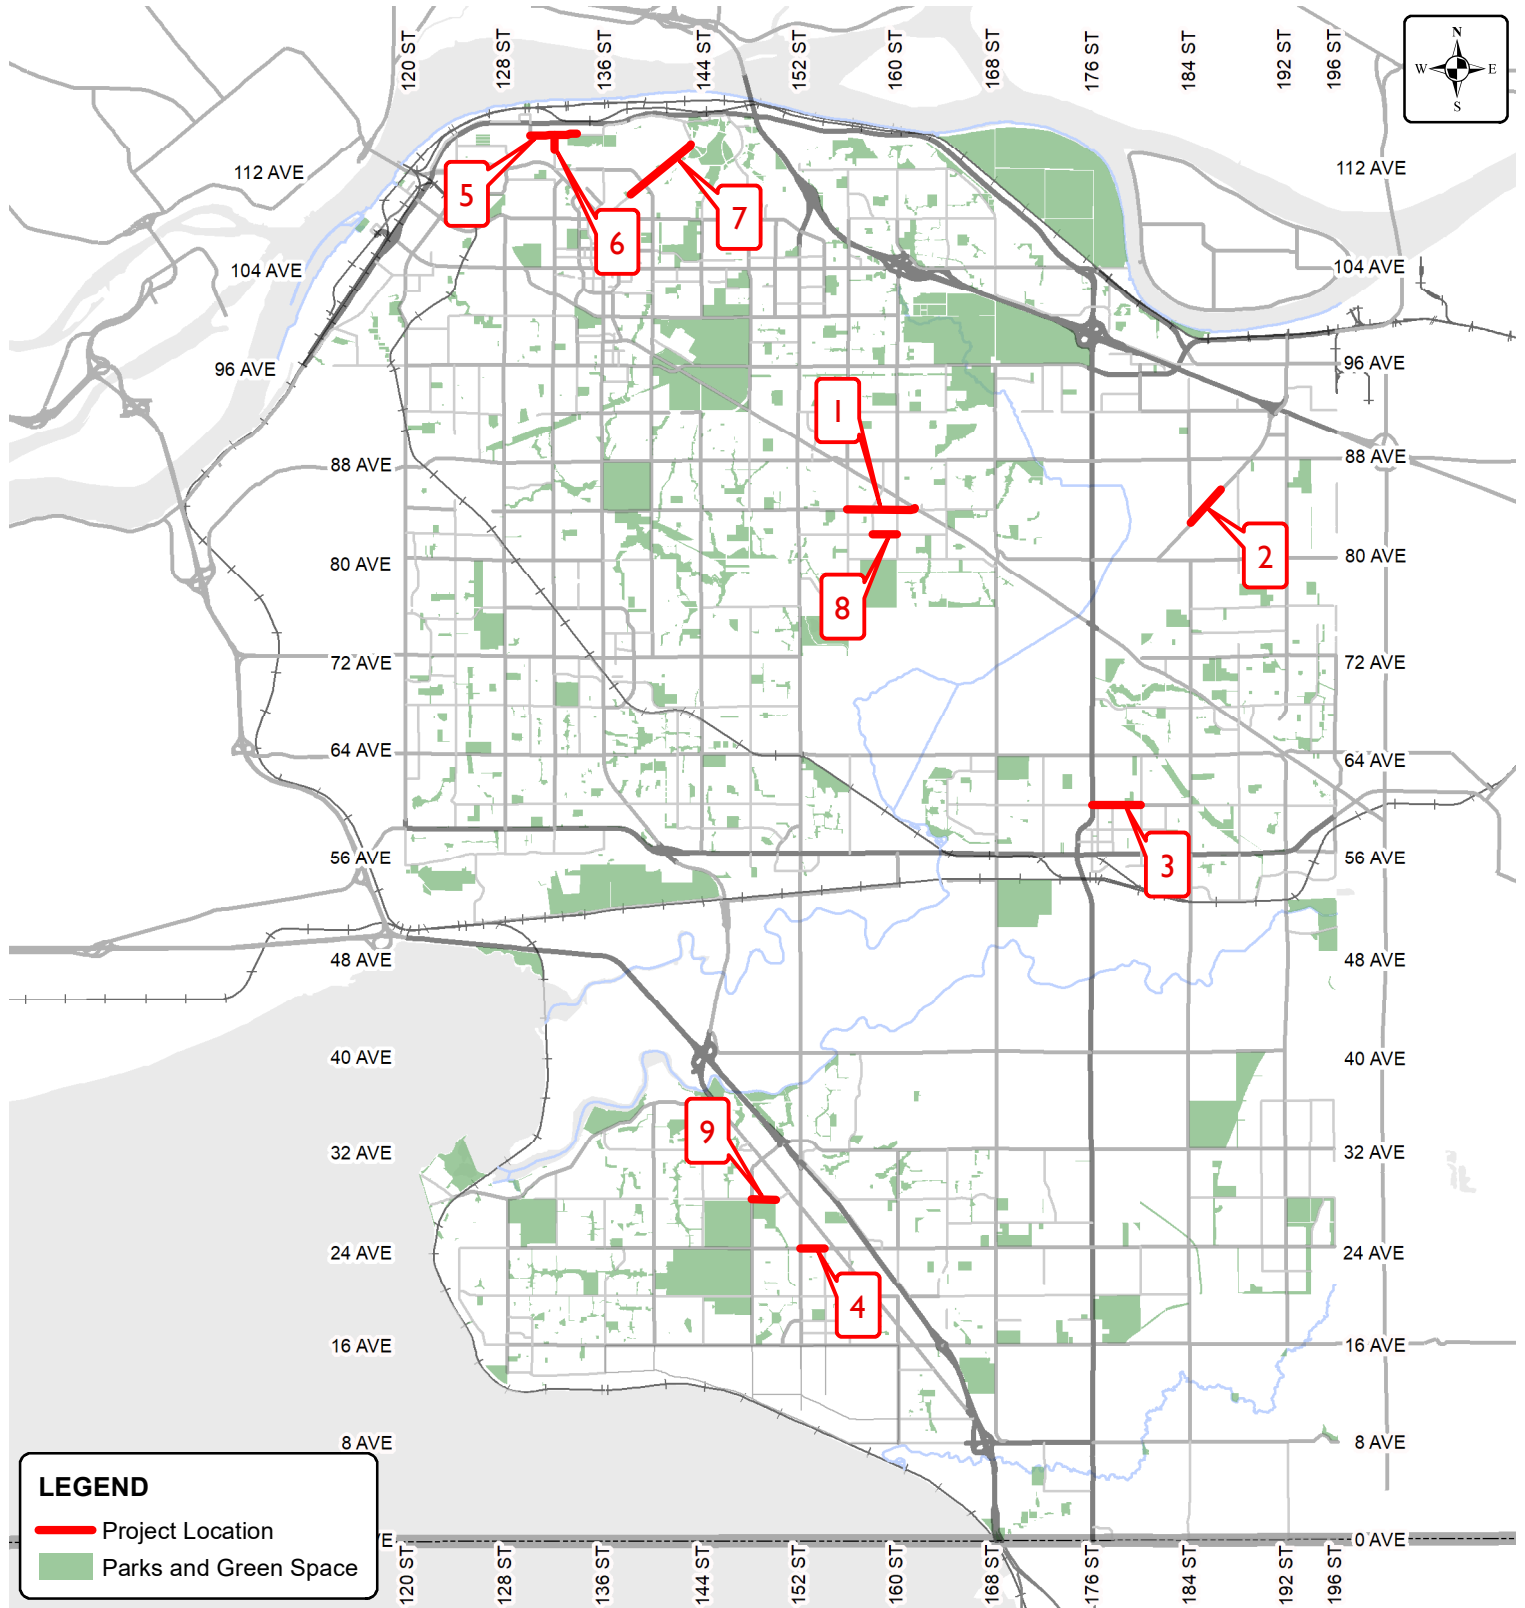 120 ST
128 ST
136 ST
144 ST
152 ST
160 ST
168 ST
176 ST
184 ST
192 ST
196 ST
N
W E
S
112 AVE
112 AVE
5
6
7
104 AVE
104 AVE
96 AVE
96 AVE
1
88 AVE
88 AVE
2
80 AVE
80 AVE
8
72 AVE
72 AVE
64 AVE
64 AVE
3
56 AVE
56 AVE
48 AVE
48 AVE
40 AVE
40 AVE
9
32 AVE
32 AVE
24 AVE
24 AVE
4
16 AVE
16 AVE
8 AVE
8 AVE
LEGEND
Project Location
Parks and Green Space
0 AVE
120 ST
128 ST
136 ST
144 ST
152 ST
160 ST
168 ST
176 ST
184 ST
192 ST
196 ST